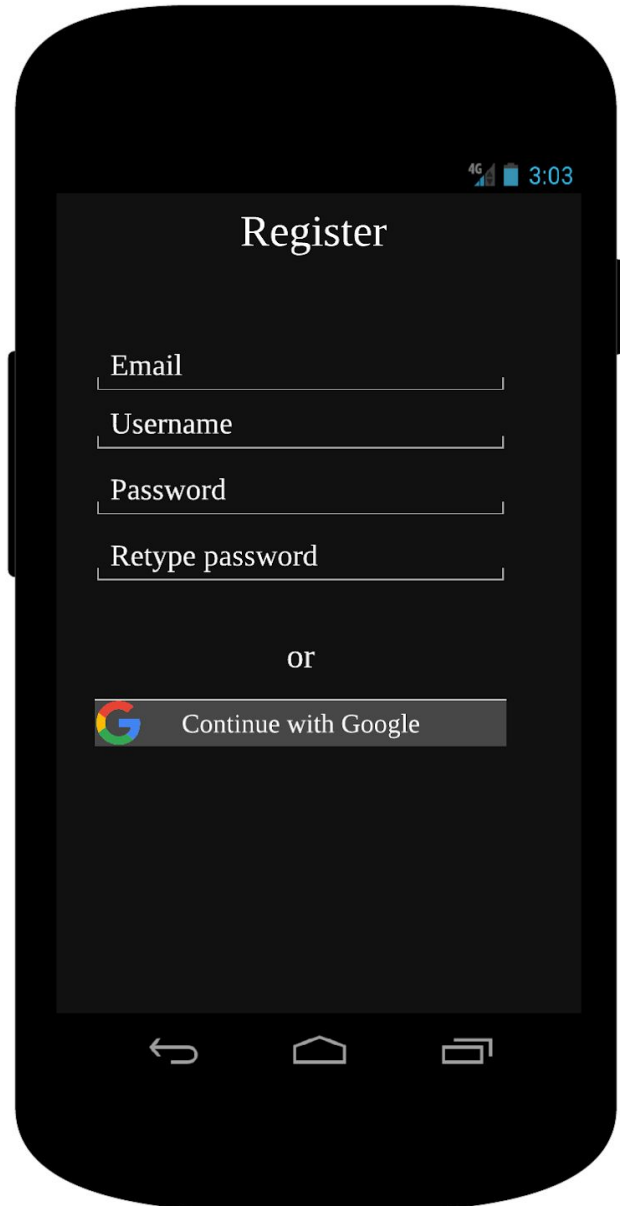 4G 3:03
Register
Email
Username
Password
Retype password
or
Continue with Google